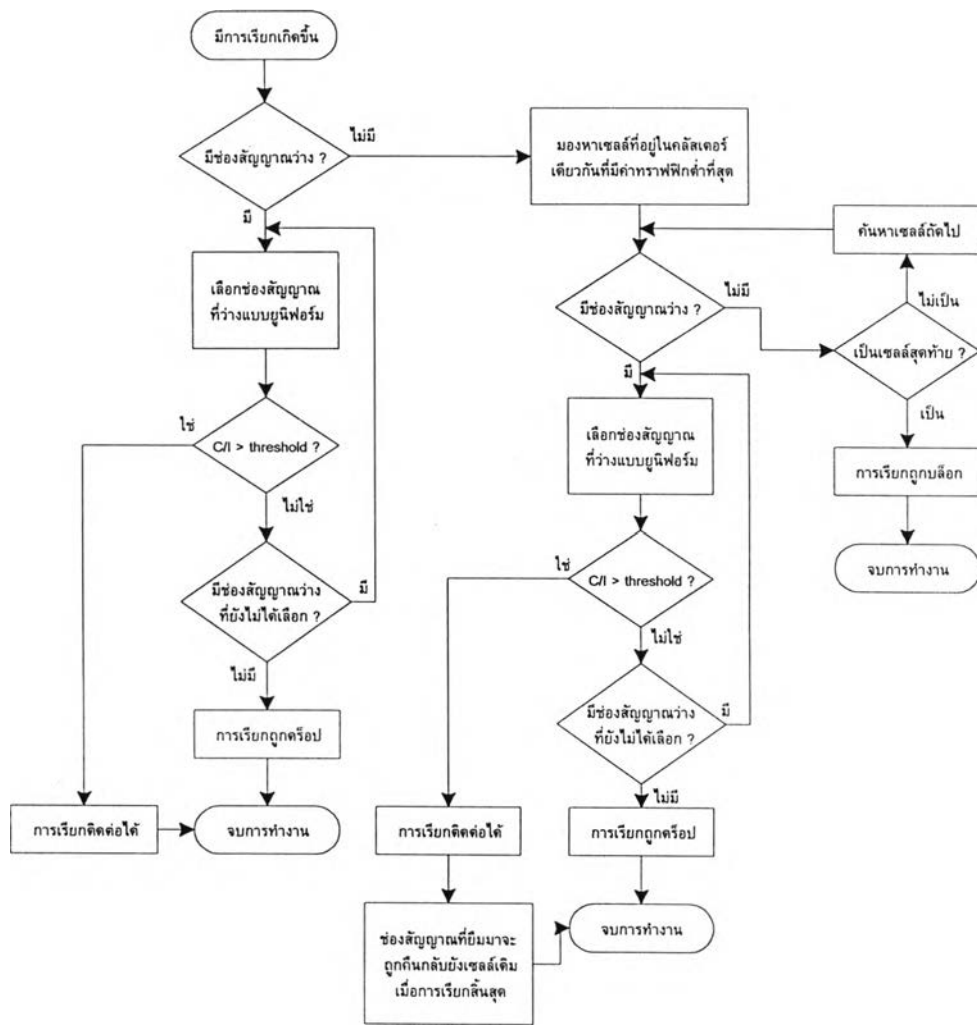 มีการเรียกเกิดขึ้น
มีช่องสัญญาณว่าง ?
ไม่มี
มี
เลือกช่องสัญญาณ
ที่ว่างแบบยูนิฟอร์ม
C/I > threshold ?
ใช่
ไม่ใช่
มีช่องสัญญาณว่าง
ที่ยังไม่ได้เลือก ?
มี
ไม่มี
การเรียกถูกดร็อป
การเรียกติดต่อได้
จบการทำงาน
มองหาเซลล์ที่อยู่ในคลัสเตอร์
เดียวกันที่มีค่าทราฟฟิกต่ำที่สุด
ค้นหาเซลล์ถัดไป
มีช่องสัญญาณว่าง ?
ไม่มี
ไม่เป็น
เป็นเซลล์สุดท้าย ?
เป็น
การเรียกถูกบล็อก
จบการทำงาน
มี
เลือกช่องสัญญาณ
ที่ว่างแบบยูนิฟอร์ม
C/I > threshold ?
ใช่
ไม่ใช่
มีช่องสัญญาณว่าง
ที่ยังไม่ได้เลือก ?
มี
ไม่มี
การเรียกติดต่อได้
การเรียกถูกดร็อป
ช่องสัญญาณที่ยืมมาจะ
ถูกคืนกลับยังเซลล์เดิม
เมื่อการเรียกสิ้นสุด
จบการทำงาน